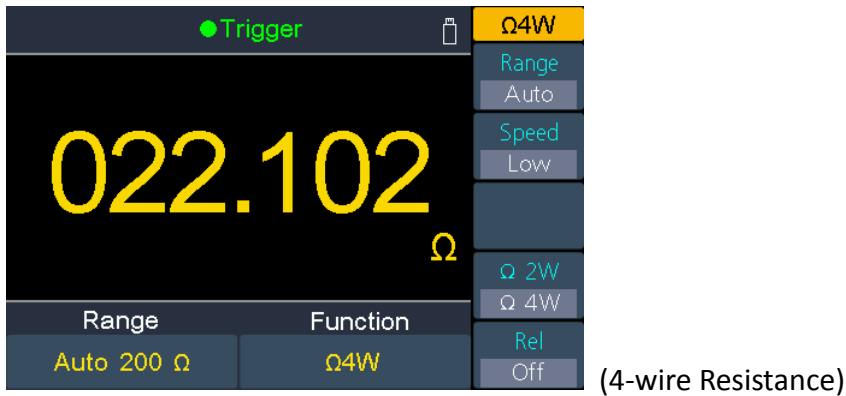 Trigger
Ω4W
Range
Auto
Speed
Low
022.102
Ω
Ω 2W
Ω 4W
Range
Function
Auto 200 Ω
Ω4W
Rel
Off
(4-wire Resistance)